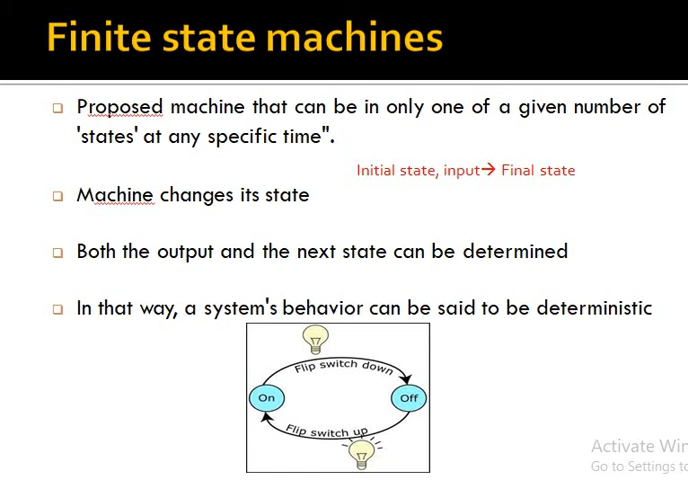 Finite state machines
Proposed machine that can be in only one of a given number of
'states' at any specific time".
Initial state, input→ Final state
Machine changes its state
Both the output and the next state can be determined
In that way, a system's behavior can be said to be deterministic
Flip switch down
On
Off
Flip switch up
Activate Win
Go to Settings to